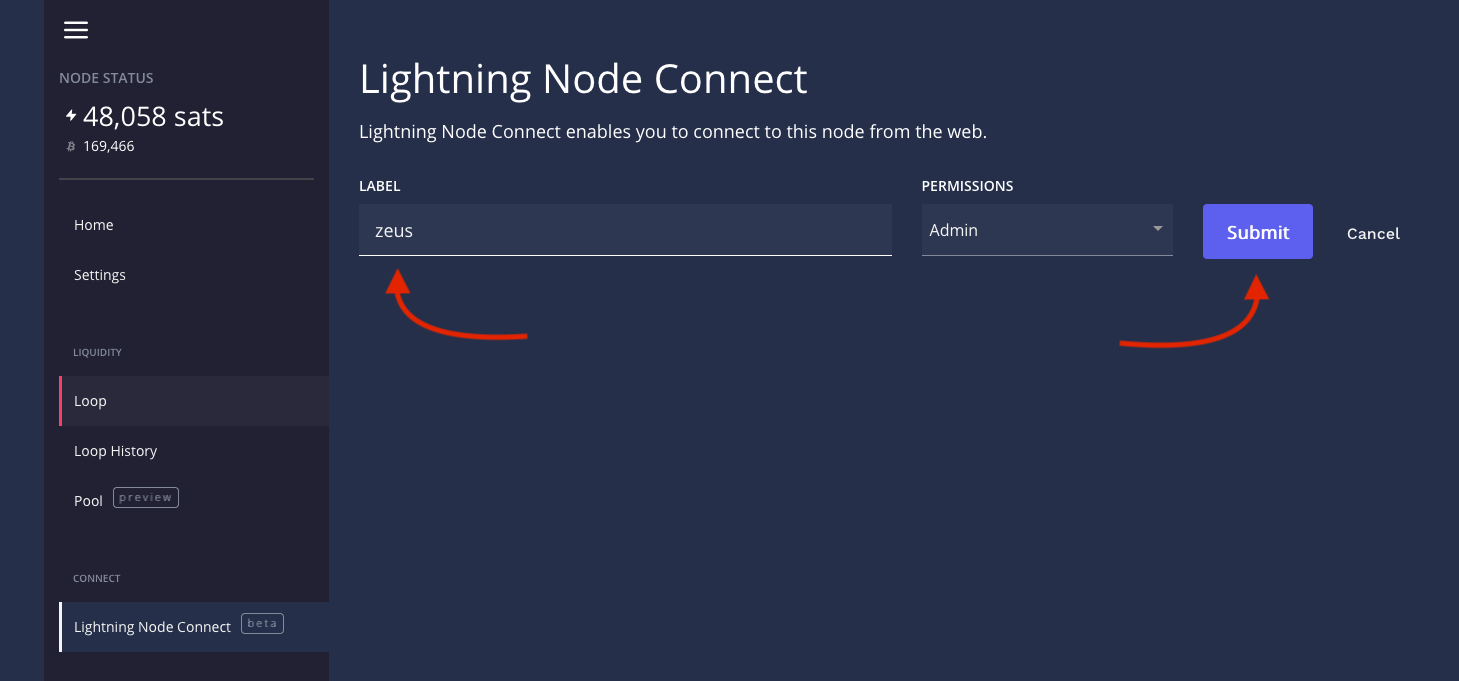 NODE STATUS
48,058 sats
169,466
Home
Settings
LIQUIDITY
Loop
Loop History
Pool preview
CONNECT
Lightning Node Connect beta
Lightning Node Connect
Lightning Node Connect enables you to connect to this node from the web.
LABEL
zeus
PERMISSIONS
Admin
Submit
Cancel